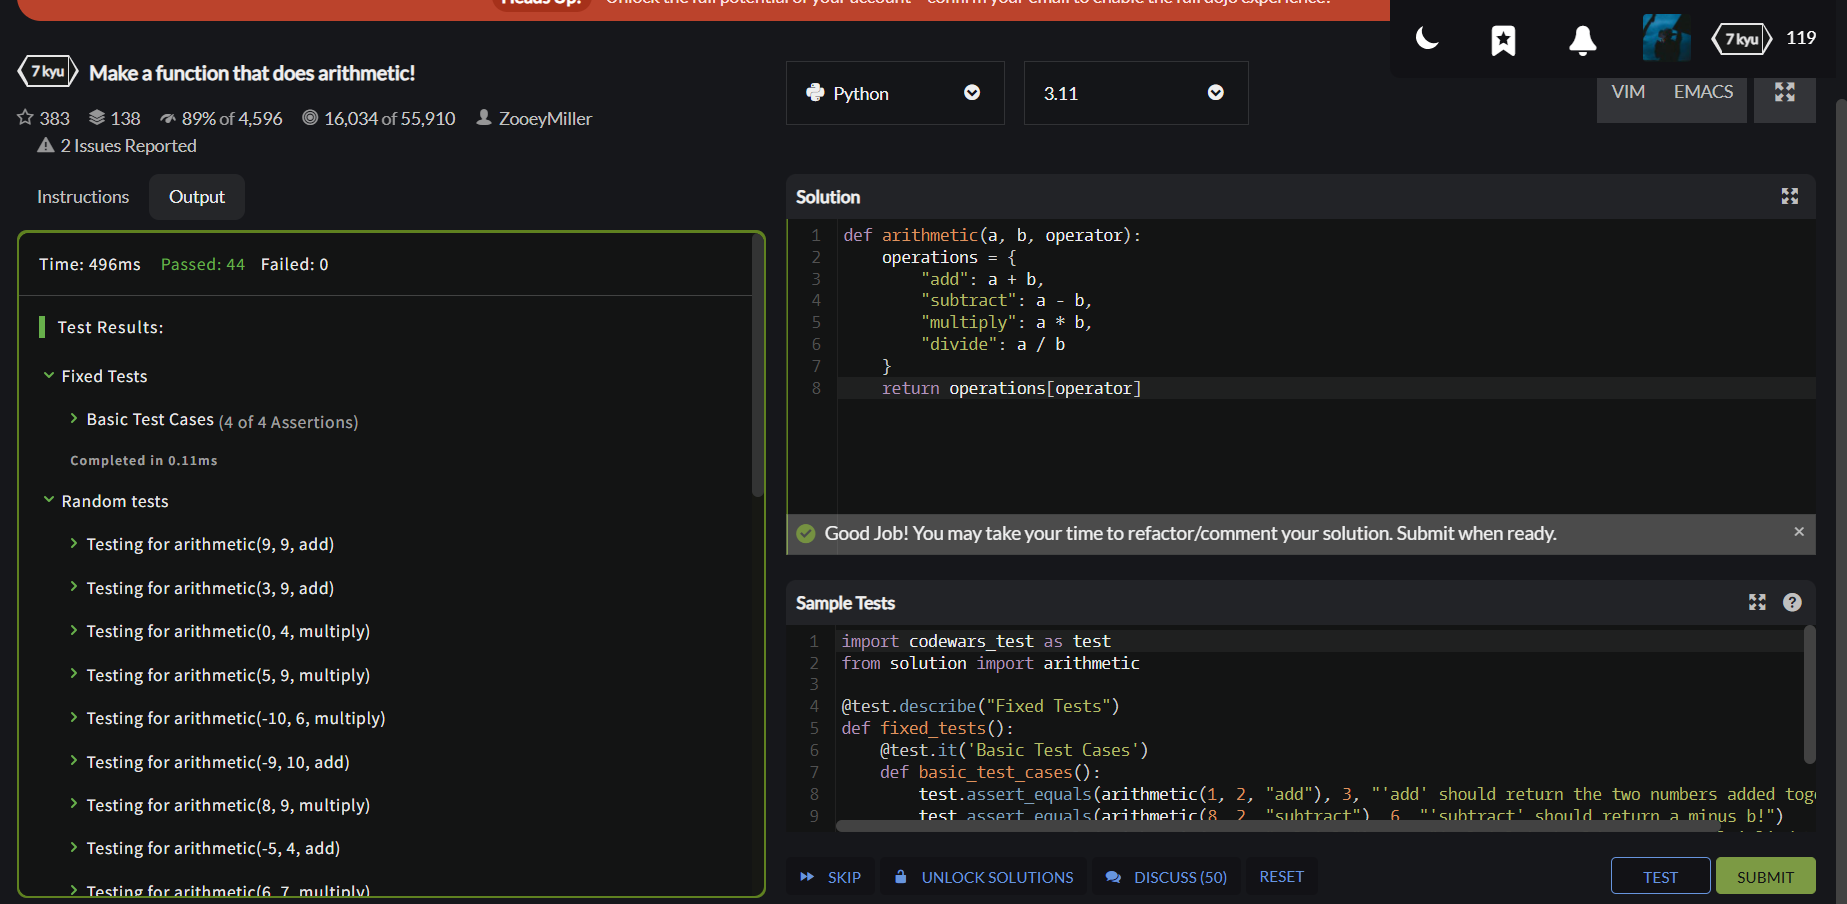 Heads Up! Unlock the full potential of your account - confirm your email to enable the full dojo experience!
7 kyu 119
7 kyu Make a function that does arithmetic!
383 138 89% of 4,596 16,034 of 55,910 ZooeyMiller
2 Issues Reported
Python 3.11
VIM EMACS
Instructions Output
Time: 496ms Passed: 44 Failed: 0
Test Results:
Fixed Tests
Basic Test Cases (4 of 4 Assertions)
Completed in 0.11ms
Random tests
Testing for arithmetic(9, 9, add)
Testing for arithmetic(3, 9, add)
Testing for arithmetic(0, 4, multiply)
Testing for arithmetic(5, 9, multiply)
Testing for arithmetic(-10, 6, multiply)
Testing for arithmetic(-9, 10, add)
Testing for arithmetic(8, 9, multiply)
Testing for arithmetic(-5, 4, add)
Testing for arithmetic(6, 7, multiply)
Solution
1 def arithmetic(a, b, operator):
2 operations = {
3 "add": a + b,
4 "subtract": a - b,
5 "multiply": a * b,
6 "divide": a / b
7 }
8 return operations[operator]
Good Job! You may take your time to refactor/comment your solution. Submit when ready. ×
Sample Tests ?
1 import codewars_test as test
2 from solution import arithmetic
3
4 @test.describe("Fixed Tests")
5 def fixed_tests():
6 @test.it('Basic Test Cases')
7 def basic_test_cases():
8 test.assert_equals(arithmetic(1, 2, "add"), 3, "'add' should return the two numbers added tog
9 test.assert_equals(arithmetic(8, 2, "subtract"), 6, "'subtract' should return a minus b!")
SKIP UNLOCK SOLUTIONS DISCUSS (50) RESET TEST SUBMIT